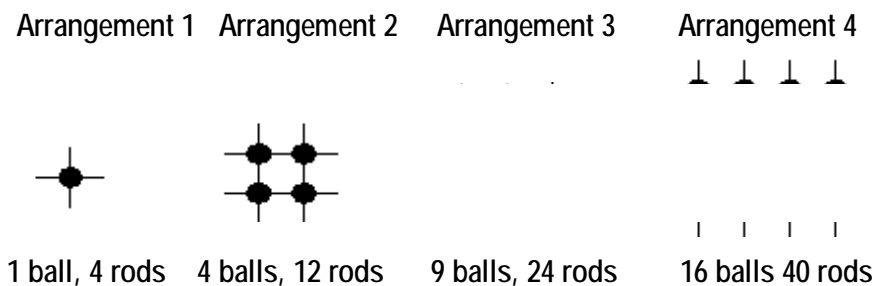 Arrangement 1 Arrangement 2 Arrangement 3 Arrangement 4
1 ball, 4 rods 4 balls, 12 rods 9 balls, 24 rods 16 balls 40 rods